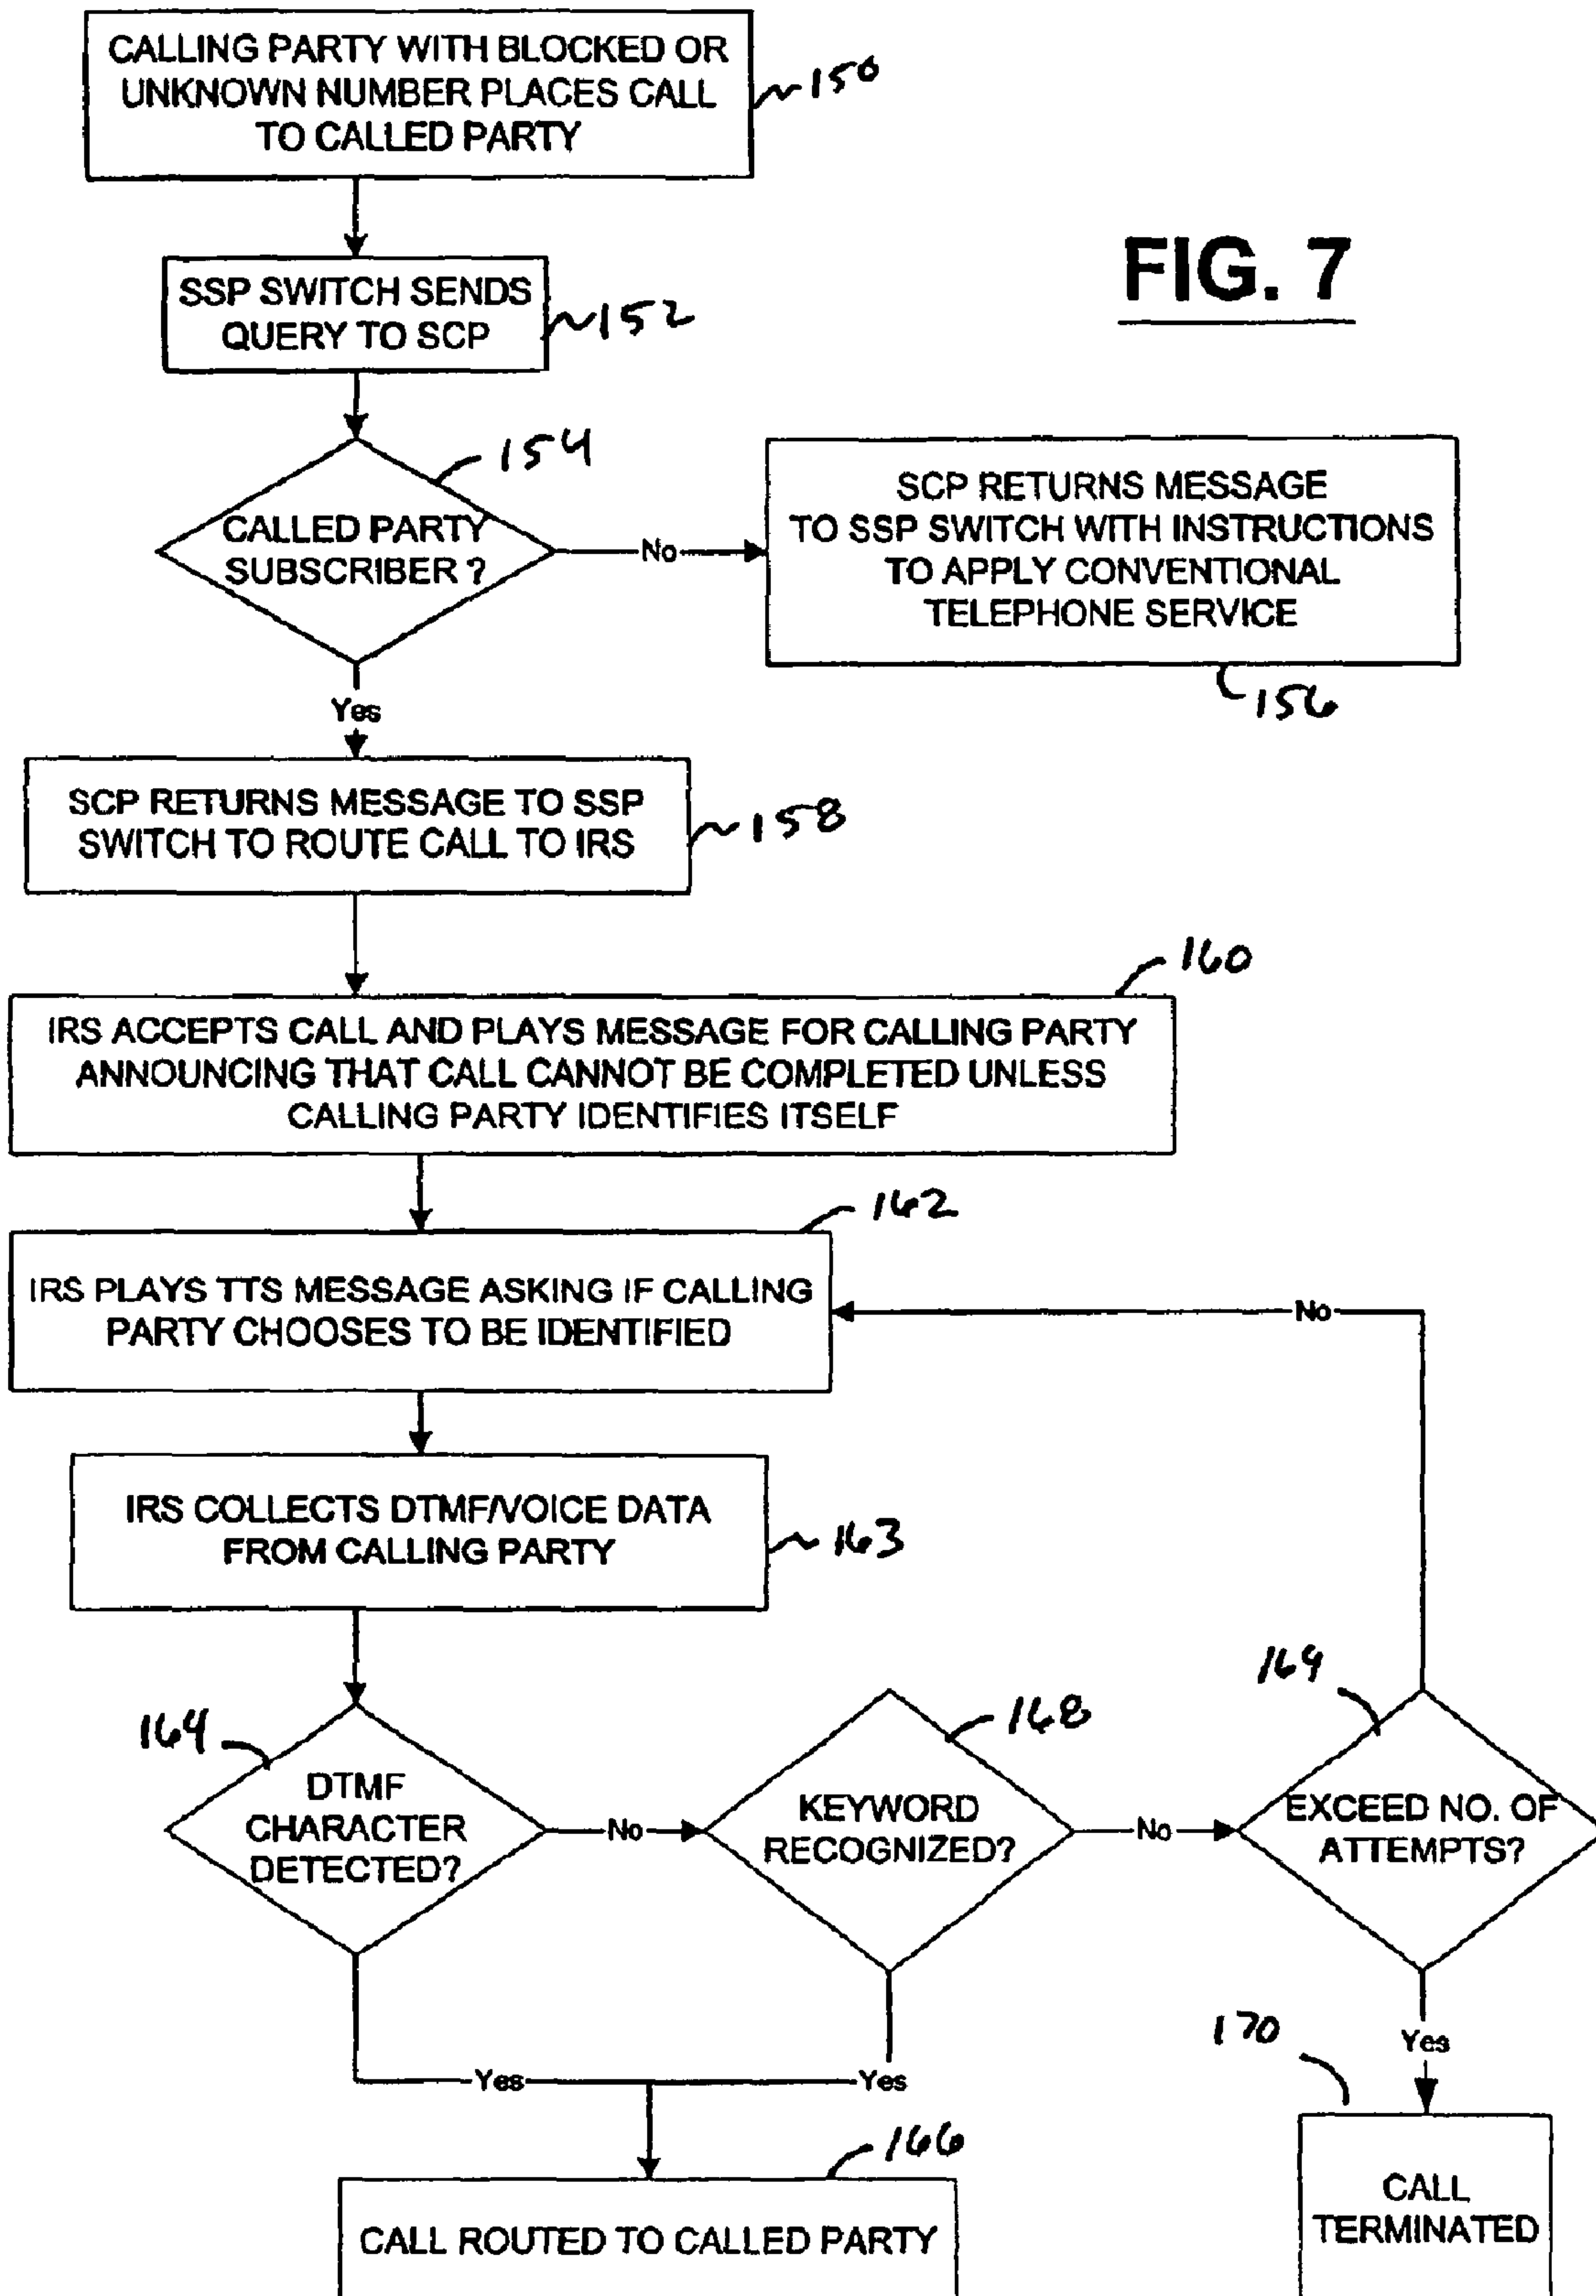 CALLING PARTY WITH BLOCKED OR
UNKNOWN NUMBER PLACES CALL
TO CALLED PARTY
150
FIG. 7
SSP SWITCH SENDS
QUERY TO SCP
152
154
CALLED PARTY
SUBSCRIBER ?
No
SCP RETURNS MESSAGE
TO SSP SWITCH WITH INSTRUCTIONS
TO APPLY CONVENTIONAL
TELEPHONE SERVICE
156
Yes
SCP RETURNS MESSAGE TO SSP
SWITCH TO ROUTE CALL TO IRS
158
160
IRS ACCEPTS CALL AND PLAYS MESSAGE FOR CALLING PARTY
ANNOUNCING THAT CALL CANNOT BE COMPLETED UNLESS
CALLING PARTY IDENTIFIES ITSELF
162
IRS PLAYS TTS MESSAGE ASKING IF CALLING
PARTY CHOOSES TO BE IDENTIFIED
No
IRS COLLECTS DTMF/VOICE DATA
FROM CALLING PARTY
163
164
DTMF
CHARACTER
DETECTED?
No
168
KEYWORD
RECOGNIZED?
No
169
EXCEED NO. OF
ATTEMPTS?
Yes
Yes
Yes
170
166
CALL ROUTED TO CALLED PARTY
CALL
TERMINATED